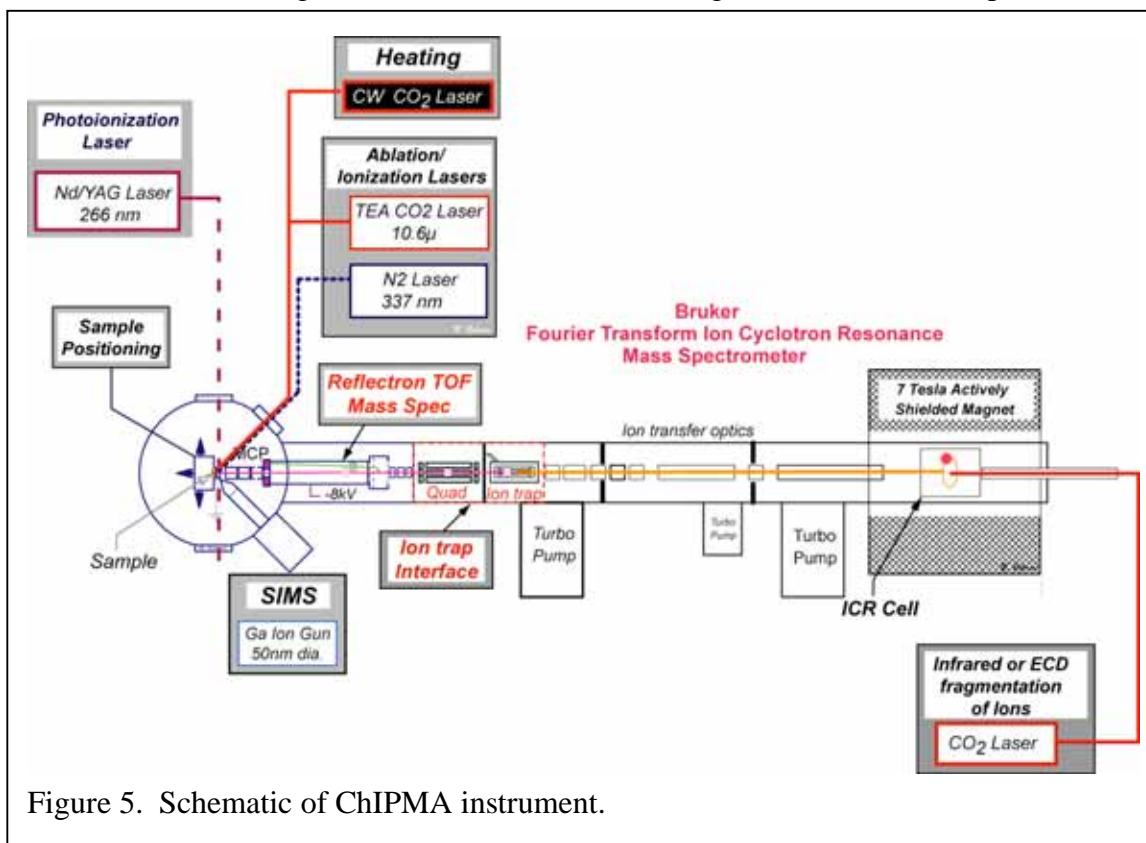 Heating
CW CO2 Laser
Photoionization
Laser
Nd/YAG Laser
266 nm
Ablation/
Ionization Lasers
TEA CO2 Laser
10.6µ
N2 Laser
337 nm
Sample
Positioning
Bruker
Fourier Transform Ion Cyclotron Resonance
Mass Spectrometer
Reflectron TOF
Mass Spec
7 Tesla Actively
Shielded Magnet
Ion transfer optics
MCP
-8kV
Quad
Ion trap
Sample
Ion trap
Interface
Turbo
Pump
Turbo
Pump
Turbo
Pump
ICR Cell
SIMS
Ga Ion Gun
50nm dia.
Infrared or ECD
fragmentation
of Ions
CO2 Laser
Figure 5. Schematic of ChIPMA instrument.